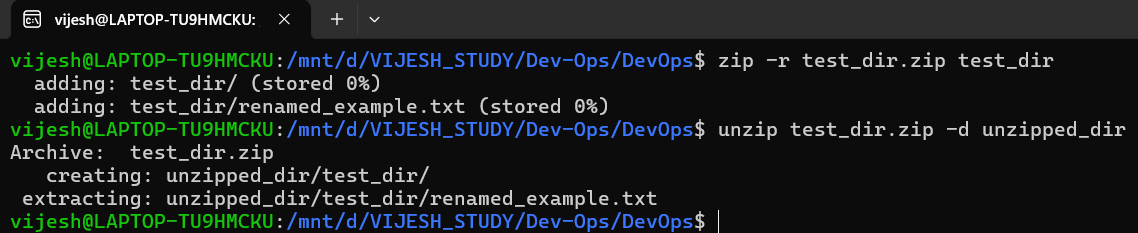 vijesh@LAPTOP-TU9HMCKU:
vijesh@LAPTOP-TU9HMCKU:/mnt/d/VIJESH_STUDY/Dev-Ops/DevOps$ zip -r test_dir.zip test_dir
  adding: test_dir/ (stored 0%)
  adding: test_dir/renamed_example.txt (stored 0%)
vijesh@LAPTOP-TU9HMCKU:/mnt/d/VIJESH_STUDY/Dev-Ops/DevOps$ unzip test_dir.zip -d unzipped_dir
Archive:  test_dir.zip
   creating: unzipped_dir/test_dir/
 extracting: unzipped_dir/test_dir/renamed_example.txt
vijesh@LAPTOP-TU9HMCKU:/mnt/d/VIJESH_STUDY/Dev-Ops/DevOps$